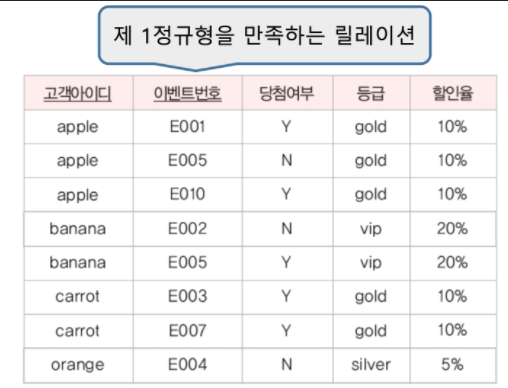 제 1정규형을 만족하는 릴레이션
고객아이디 이벤트번호 당첨여부 등급 할인율
apple E001 Y gold 10%
apple E005 N gold 10%
apple E010 Y gold 10%
banana E002 N vip 20%
banana E005 Y vip 20%
carrot E003 Y gold 10%
carrot E007 Y gold 10%
orange E004 N silver 5%